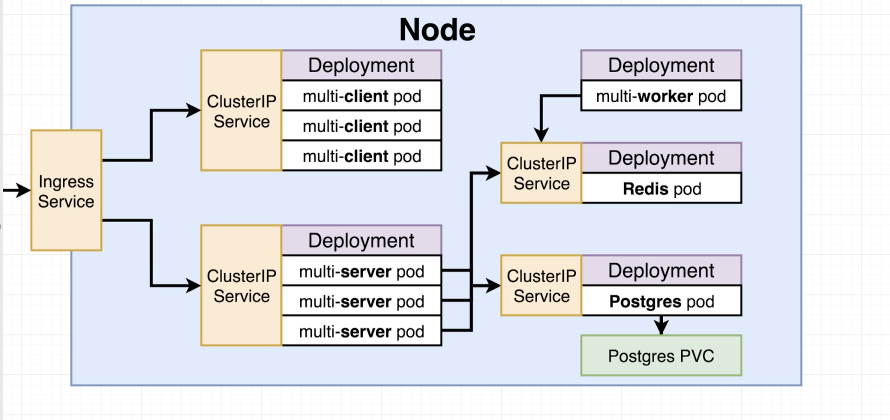 Node
Ingress
Service
ClusterIP
Service
Deployment
multi-client pod
multi-client pod
multi-client pod
ClusterIP
Service
Deployment
multi-server pod
multi-server pod
multi-server pod
Deployment
multi-worker pod
ClusterIP
Service
Deployment
Redis pod
ClusterIP
Service
Deployment
Postgres pod
Postgres PVC